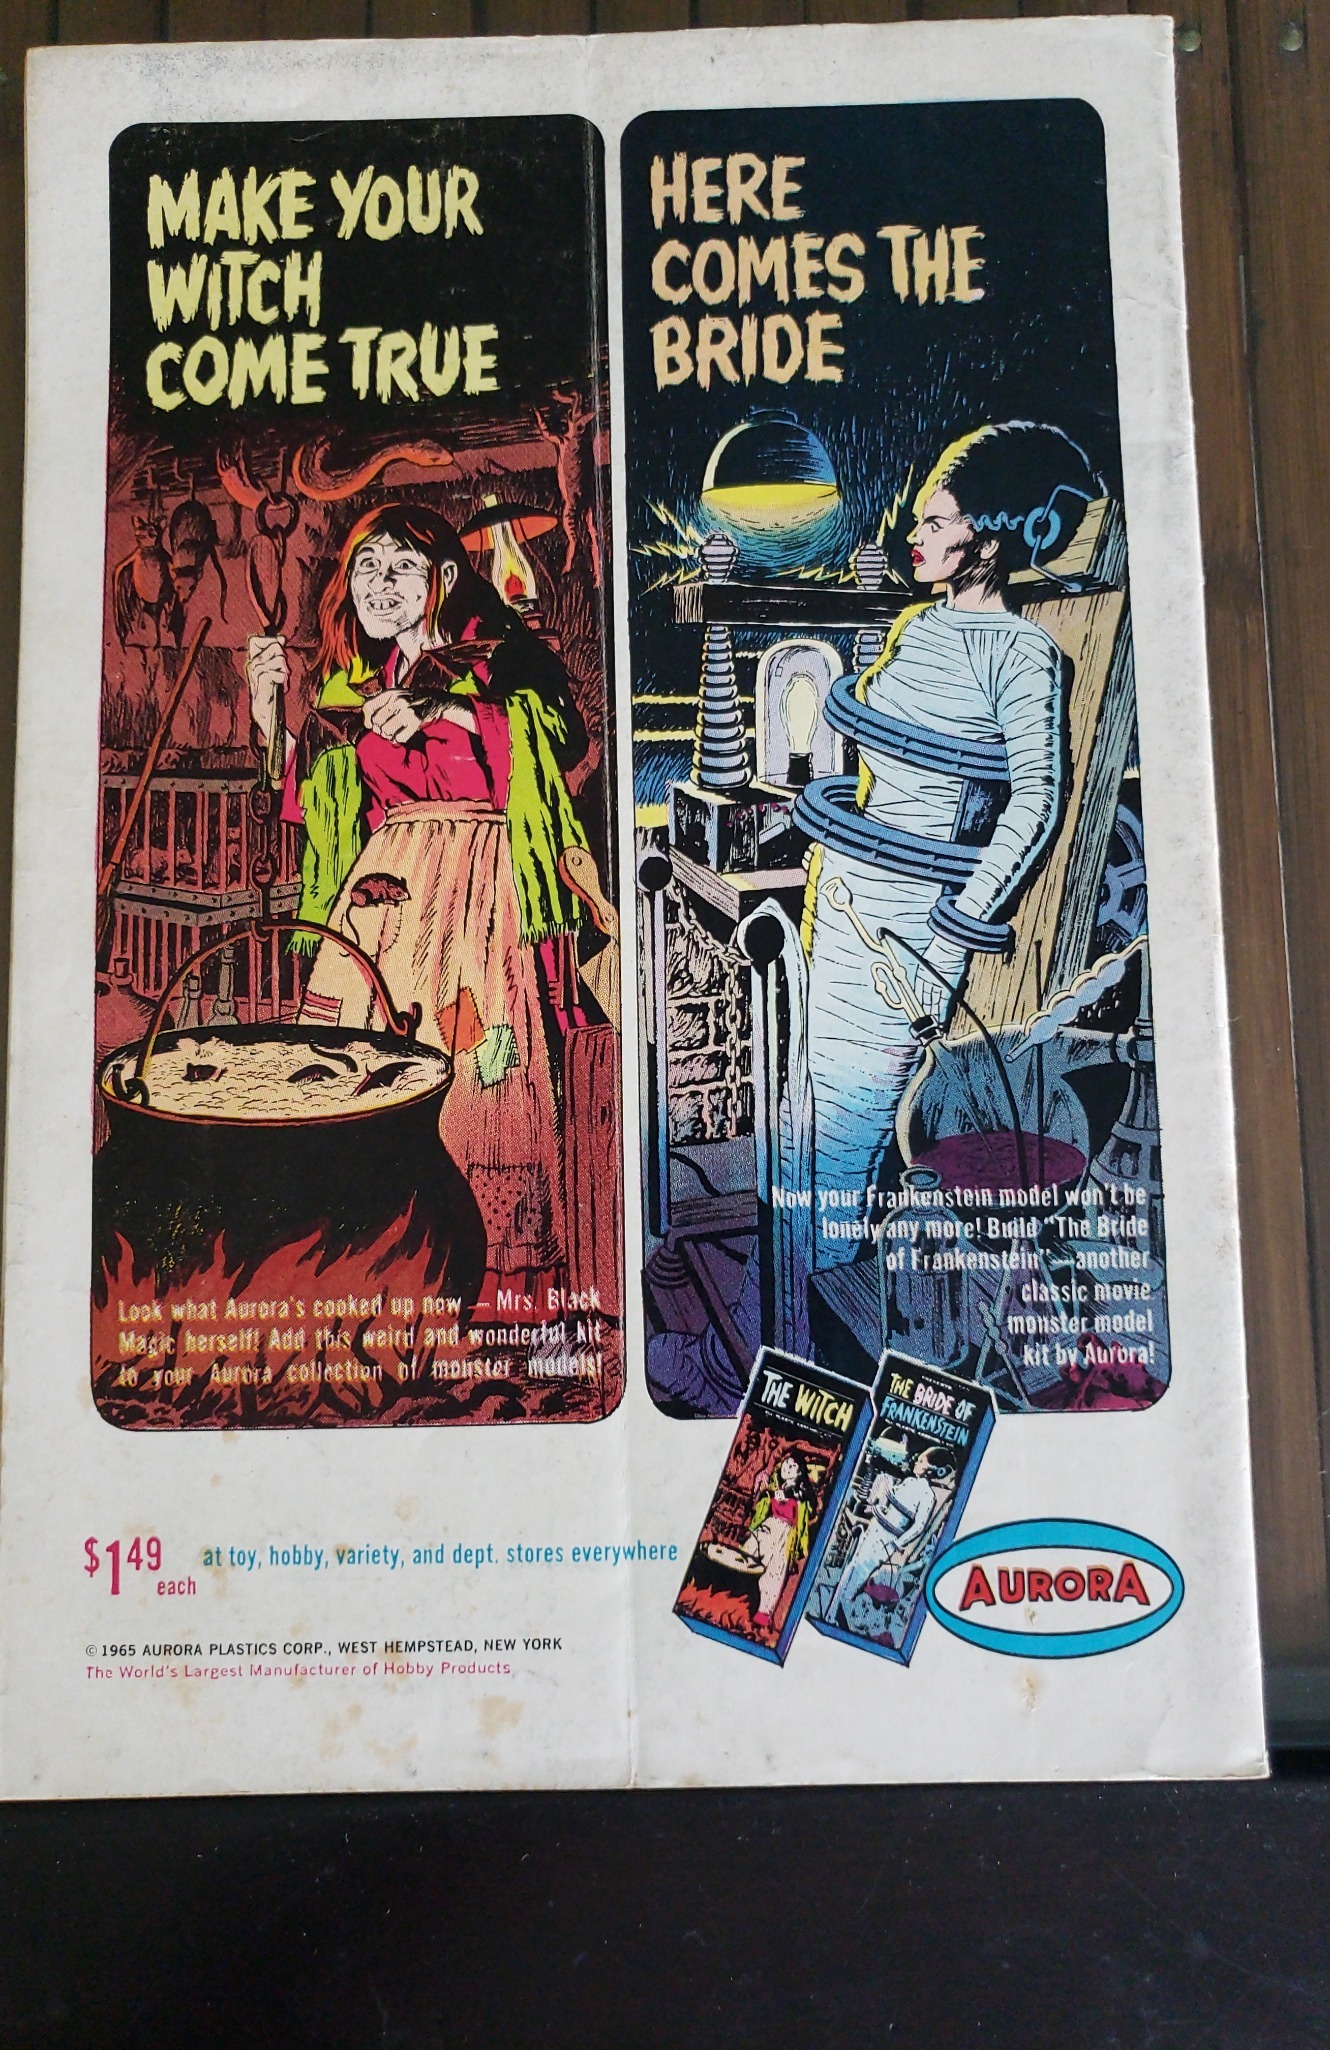 MAKE YOUR
WITCH
COME TRUE
Look what Aurora's cooked up now — Mrs. Black
Magic herself! Add this weird and wonderful kit
to your Aurora collection of monster models!
HERE
COMES THE
BRIDE
Now your Frankenstein model won't be
lonely any more! Build "The Bride
of Frankenstein" — another
classic movie
monster model
kit by Aurora!
THE WITCH
THE BRIDE OF
FRANKENSTEIN
$1.49 each at toy, hobby, variety, and dept. stores everywhere
AURORA
© 1965 AURORA PLASTICS CORP., WEST HEMPSTEAD, NEW YORK
The World's Largest Manufacturer of Hobby Products